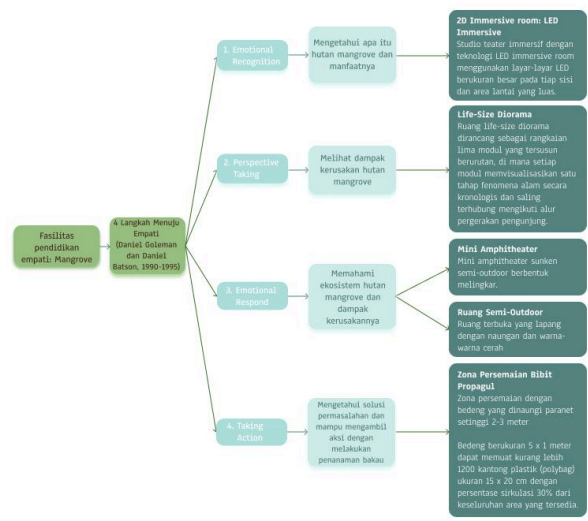 Fasilitas
pendidikan
empati: Mangrove
4 Langkah Menuju
Empati
(Daniel Goleman
dan Daniel
Batson, 1990-1995)
1. Emotional
Recognition
Mengetahui apa itu
hutan mangrove dan
manfaatnya
2D Immersive room: LED
Immersive
Studio teater immersif dengan
teknologi LED immersive room
menggunakan layar-layar LED
berukuran besar pada tiap sisi
dan area lantai yang luas.
2. Perspective
Taking
Melihat dampak
kerusakan hutan
mangrove
Life-Size Diorama
Ruang life-size diorama
dirancang sebagai rangkaian
lima modul yang tersusun
berurutan, di mana setiap
modul memvisualisasikan satu
tahap fenomena alam secara
kronologis dan saling
terhubung mengikuti alur
pergerakan pengunjung.
3. Emotional
Respond
Memahami
ekosistem hutan
mangrove dan
dampak
kerusakannya
Mini Amphitheater
Mini amphitheater sunken
semi-outdoor berbentuk
melingkar.
Ruang Semi-Outdoor
Ruang terbuka yang lapang
dengan naungan dan warna-
warna cerah
4. Taking
Action
Mengetahui solusi
permasalahan dan
mampu mengambil
aksi dengan
melakukan
penanaman bakau
Zona Persemaian Bibit
Propagul
Zona persemaian dengan
bedeng yang dinaungi paranet
setinggi 2-3 meter
Bedeng berukuran 5 x 1 meter
dapat memuat kurang lebih
1200 kantong plastik (polybag)
ukuran 15 x 20 cm dengan
persentase sirkulasi 30% dari
keseluruhan area yang tersedia.